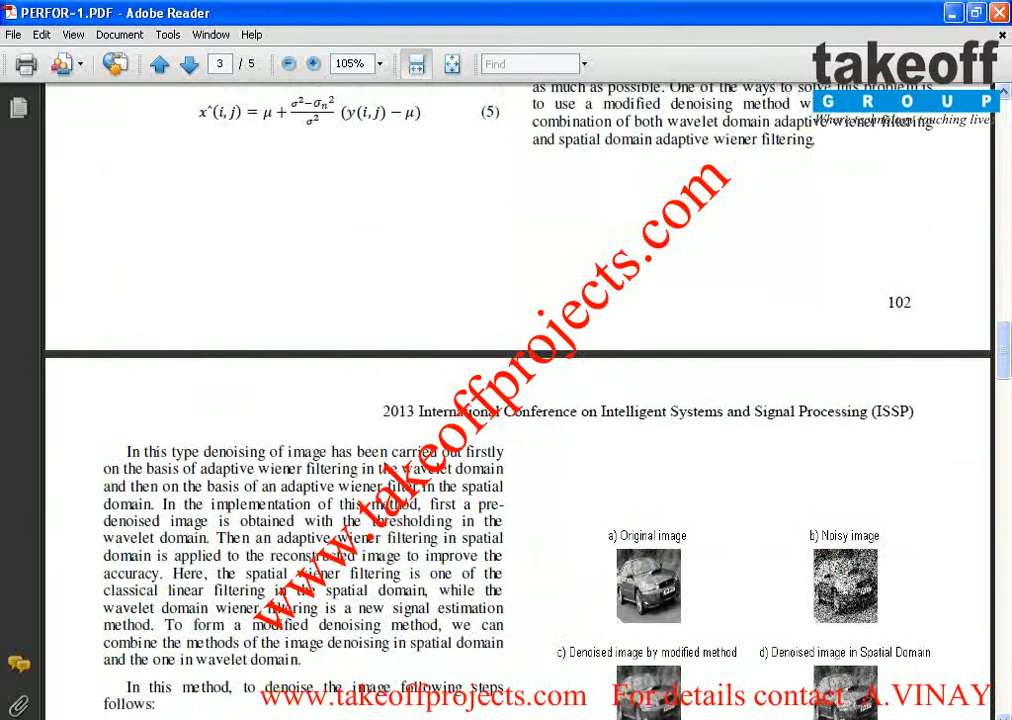 PERFOR~1.PDF - Adobe Reader
File Edit View Document Tools Window Help
3 / 5 105% Find
takeoff
GROUP
Where technology touching lives
x^(i, j) = μ + (σ² − σₙ²)/σ² (y(i, j) − μ) (5)
as much as possible. One of the ways to solve this problem is
to use a modified denoising method
combination of both wavelet domain adaptive wiener filtering
and spatial domain adaptive wiener filtering.
102
2013 International Conference on Intelligent Systems and Signal Processing (ISSP)
In this type denoising of image has been carried out firstly
on the basis of adaptive wiener filtering in the wavelet domain
and then on the basis of an adaptive wiener filter in the spatial
domain. In the implementation of this method, first a pre-
denoised image is obtained with the thresholding in the
wavelet domain. Then an adaptive wiener filtering in spatial
domain is applied to the reconstructed image to improve the
accuracy. Here, the spatial wiener filtering is one of the
classical linear filtering in the spatial domain, while the
wavelet domain wiener filtering is a new signal estimation
method. To form a modified denoising method, we can
combine the methods of the image denoising in spatial domain
and the one in wavelet domain.
In this method, to denoise the image following steps
follows:
a) Original image
b) Noisy image
c) Denoised image by modified method
d) Denoised image in Spatial Domain
www.takeoffprojects.com
www.takeoffprojects.com For details contact A.VINAY